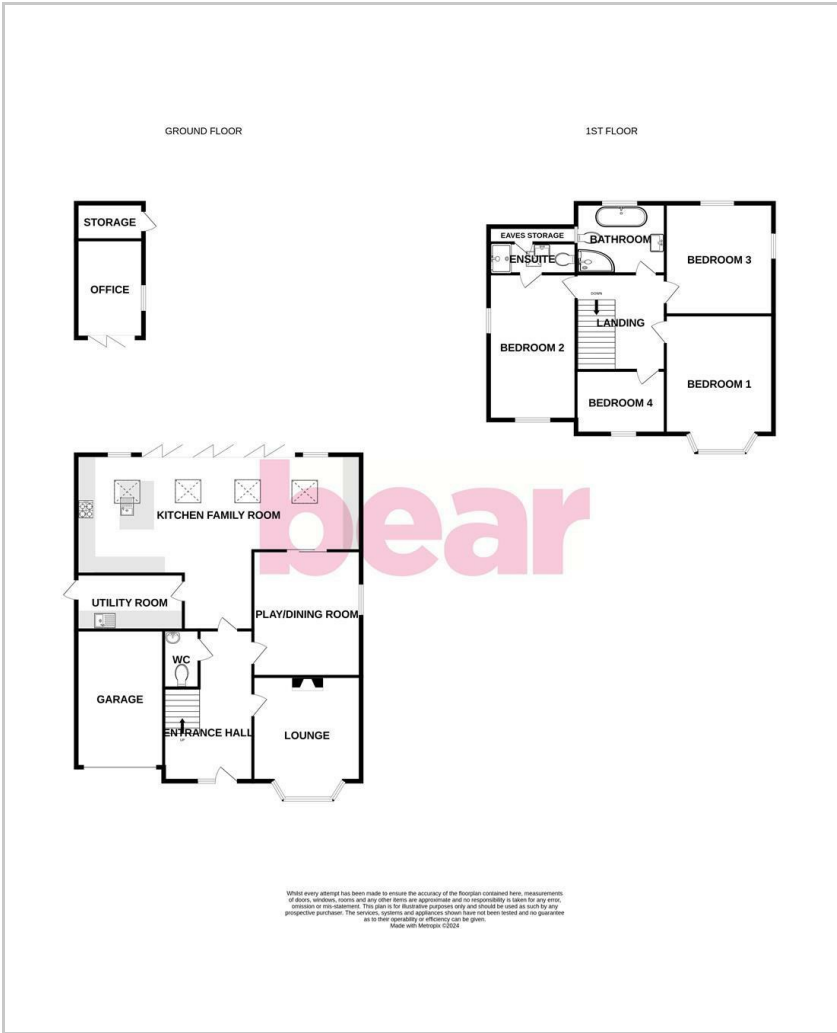 GROUND FLOOR
1ST FLOOR
STORAGE
OFFICE
EAVES STORAGE
BATHROOM
ENSUITE
BEDROOM 3
DOWN
LANDING
BEDROOM 2
BEDROOM 1
BEDROOM 4
bear
KITCHEN FAMILY ROOM
UTILITY ROOM
PLAY/DINING ROOM
WC
GARAGE
UP
ENTRANCE HALL
LOUNGE
Whilst every attempt has been made to ensure the accuracy of the floorplan contained here, measurements
of doors, windows, rooms and any other items are approximate and no responsibility is taken for any error,
omission or mis-statement. This plan is for illustrative purposes only and should be used as such by any
prospective purchaser. The services, systems and appliances shown have not been tested and no guarantee
as to their operability or efficiency can be given.
Made with Metropix ©2024